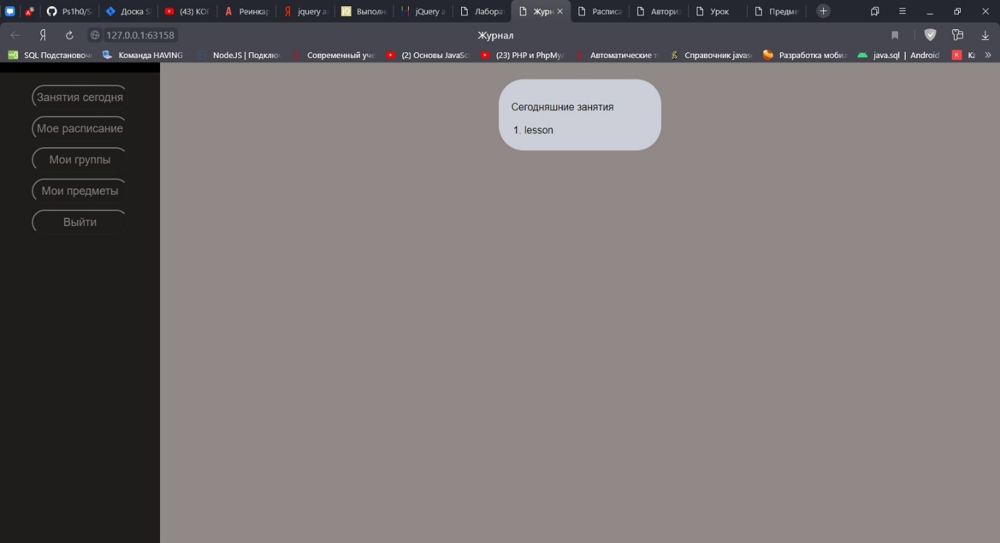 Ps1h0/S
Доска S
(43) КОГ
Реинкар
jquery a
Выполн
jQuery a
Лаборат
Журн
Расписа
Авториз
Урок
Предме
127.0.0.1:63158
Журнал
SQL Подстановоч
Команда HAVING
NodeJS | Подклю
Современный уче
(2) Основы JavaSc
(23) PHP и PhpMy
Автоматические т
Справочник javas
Разработка моби
java.sql | Android
Занятия сегодня
Мое расписание
Мои группы
Мои предметы
Выйти
Сегодняшние занятия
1. lesson